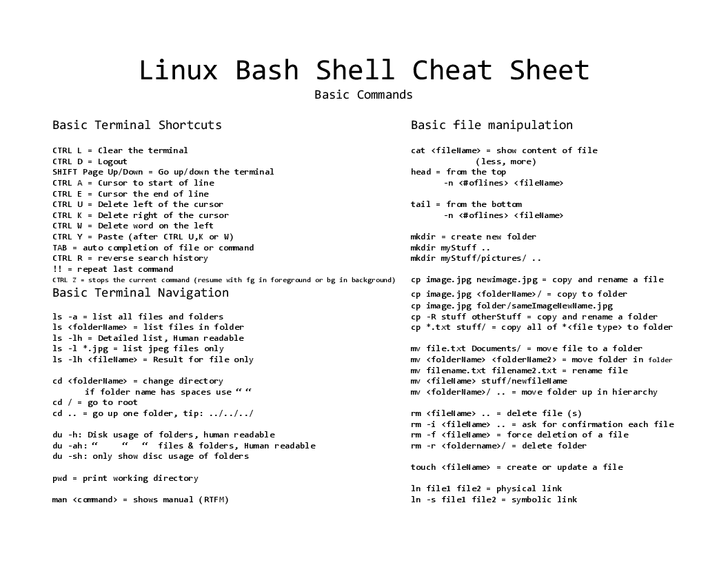 Linux Bash Shell Cheat Sheet
Basic Commands
Basic Terminal Shortcuts
CTRL L = Clear the terminal
CTRL D = Logout
SHIFT Page Up/Down = Go up/down the terminal
CTRL A = Cursor to start of line
CTRL E = Cursor the end of line
CTRL U = Delete left of the cursor
CTRL K = Delete right of the cursor
CTRL W = Delete word on the left
CTRL Y = Paste (after CTRL U,K or W)
TAB = auto completion of file or command
CTRL R = reverse search history
!! = repeat last command
CTRL Z = stops the current command (resume with fg in foreground or bg in background)
Basic Terminal Navigation
ls -a = list all files and folders
ls <folderName> = list files in folder
ls -lh = Detailed list, Human readable
ls -l *.jpg = list jpeg files only
ls -lh <fileName> = Result for file only
cd <folderName> = change directory
if folder name has spaces use “ “
cd / = go to root
cd .. = go up one folder, tip: ../../../
du -h: Disk usage of folders, human readable
du -ah: “ “ “ files & folders, Human readable
du -sh: only show disc usage of folders
pwd = print working directory
man <command> = shows manual (RTFM)
Basic file manipulation
cat <fileName> = show content of file
(less, more)
head = from the top
-n <#oflines> <fileName>
tail = from the bottom
-n <#oflines> <fileName>
mkdir = create new folder
mkdir myStuff ..
mkdir myStuff/pictures/ ..
cp image.jpg newimage.jpg = copy and rename a file
cp image.jpg <folderName>/ = copy to folder
cp image.jpg folder/sameImageNewName.jpg
cp -R stuff otherStuff = copy and rename a folder
cp *.txt stuff/ = copy all of *<file type> to folder
mv file.txt Documents/ = move file to a folder
mv <folderName> <folderName2> = move folder in folder
mv filename.txt filename2.txt = rename file
mv <fileName> stuff/newfileName
mv <folderName>/ .. = move folder up in hierarchy
rm <fileName> .. = delete file (s)
rm -i <fileName> .. = ask for confirmation each file
rm -f <fileName> = force deletion of a file
rm -r <foldername>/ = delete folder
touch <fileName> = create or update a file
ln file1 file2 = physical link
ln -s file1 file2 = symbolic link